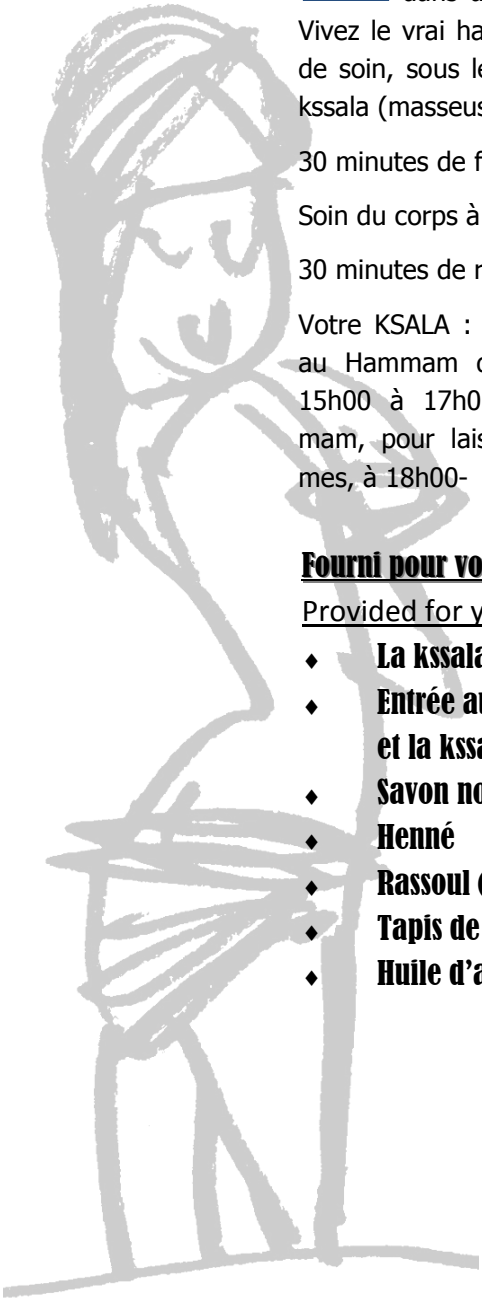 dans
Vivez le vrai ha
de soin, sous le
kssala (masseus
30 minutes de f
Soin du corps à
30 minutes de
Votre KSALA :
au Hammam
15h00 à 17h0
mam, pour lais
mes, à 18h00-
Fourni pour vo
Provided for y
♦ La kssala
♦ Entrée au
et la kssa
♦ Savon no
♦ Henné
♦ Rassoul
♦ Tapis de
♦ Huile d'a